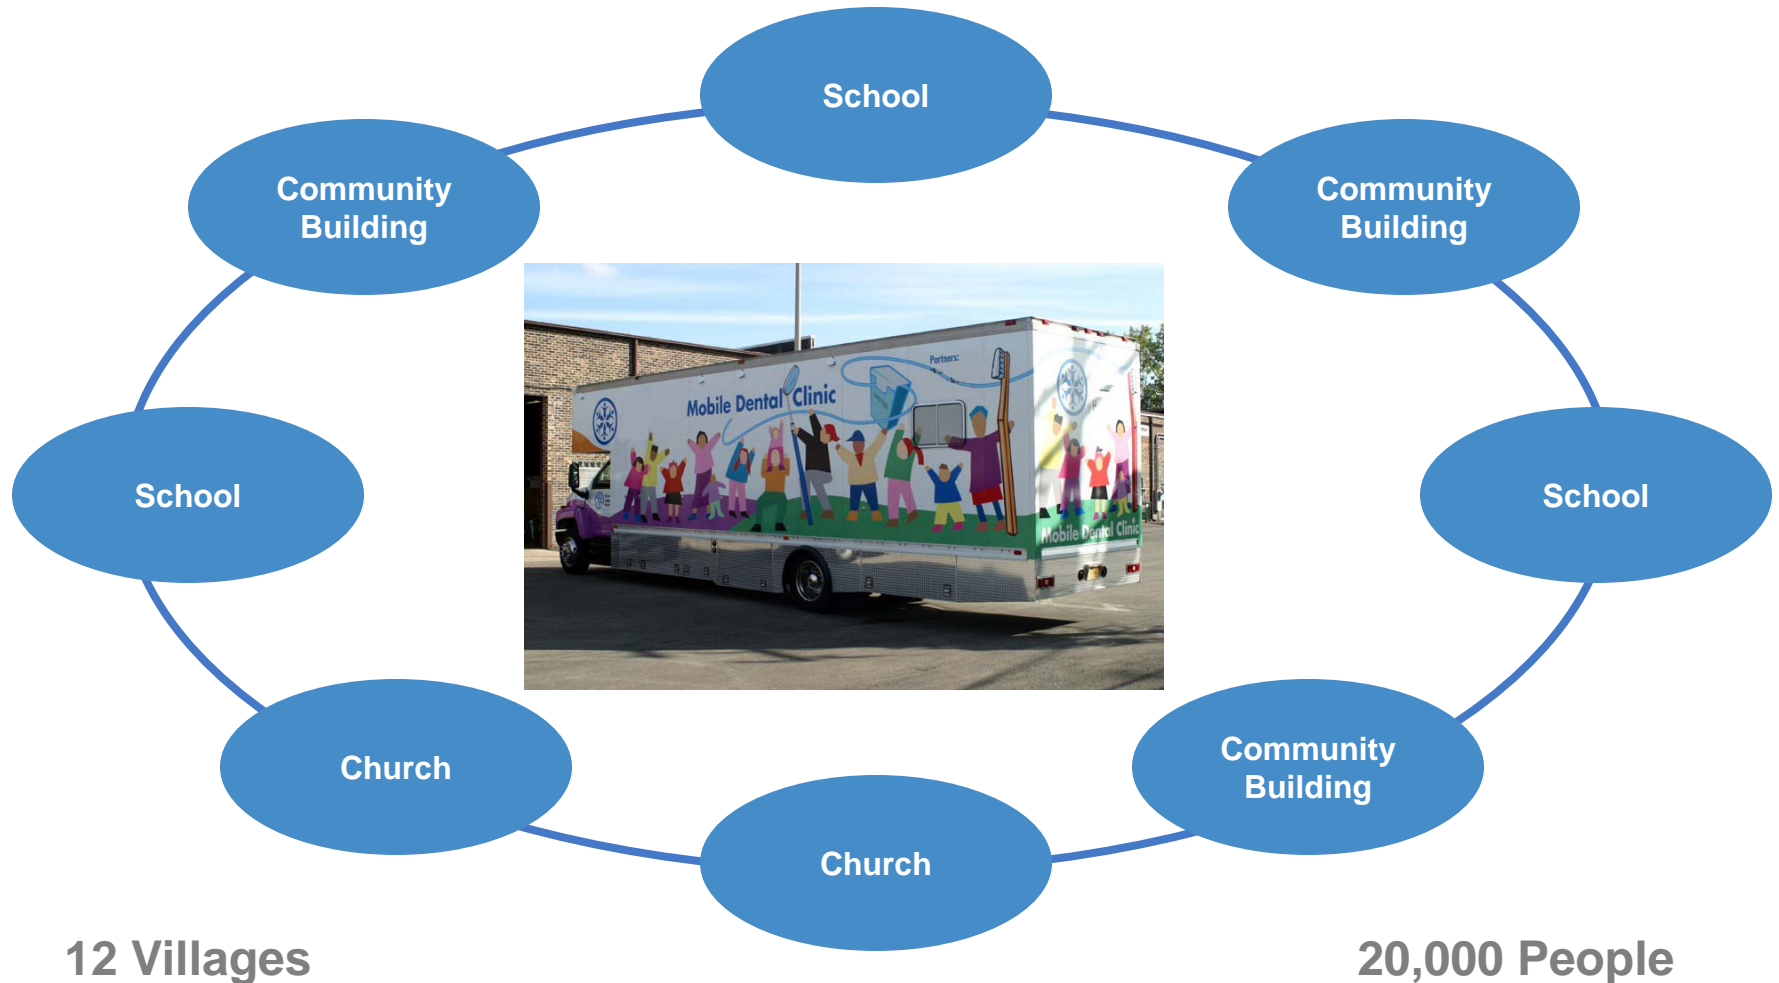 School
Community
Building
Community
Building
Partners:
Mobile Dental Clinic
School
School
Mobile Dental Clinic
Church
Community
Building
Church
12 Villages
20,000 People